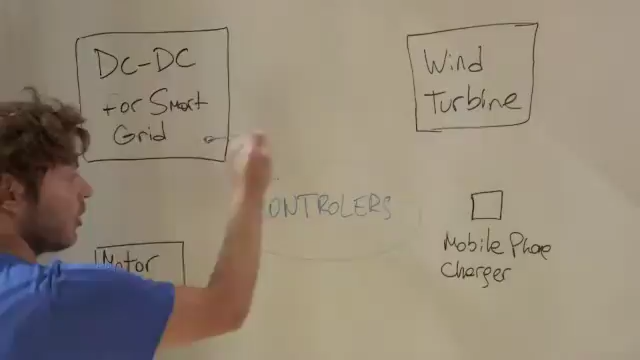 DC-DC
for Smart
Grid
Wind
Turbine
ONTROLERS
Motor
Mobile Phoe
Charger